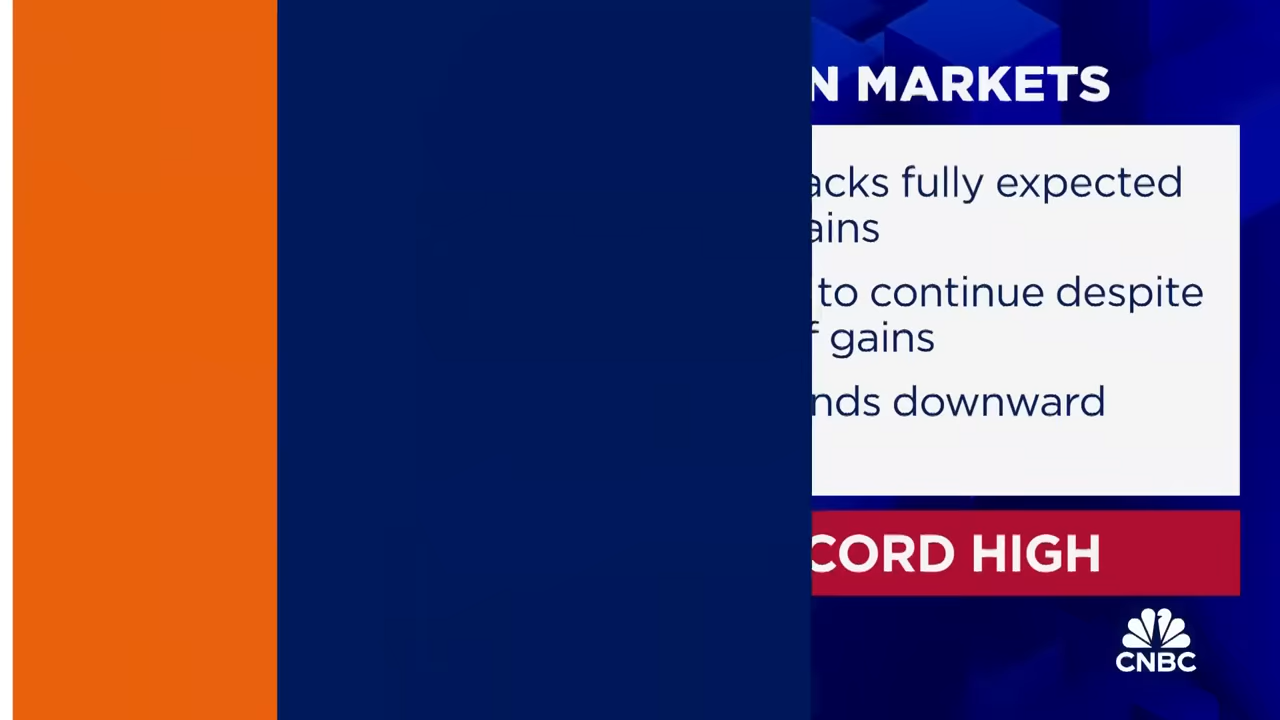 N MARKETS
acks fully expected
ains
to continue despite
f gains
nds downward
CORD HIGH
CNBC